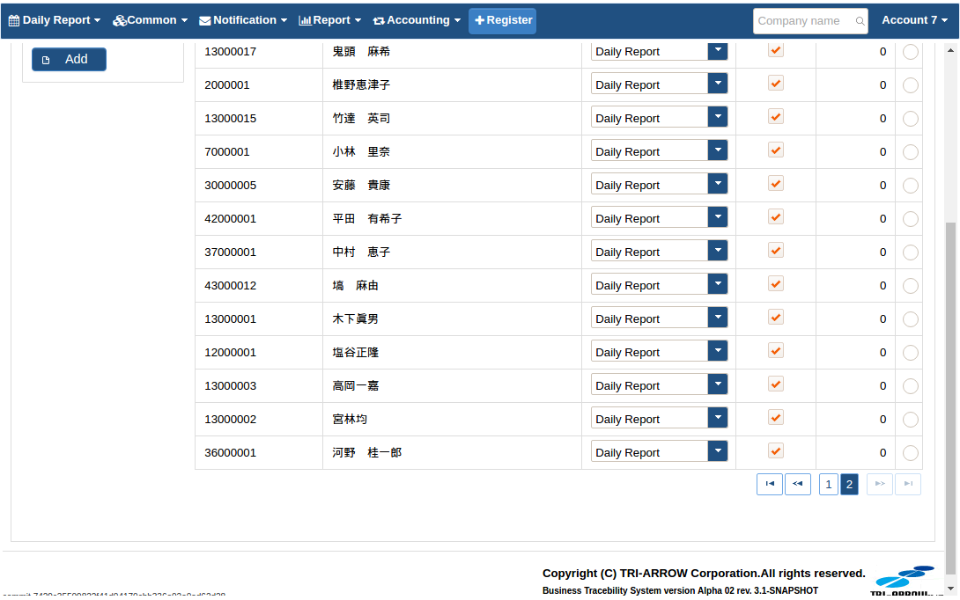 Daily Report Common Notification Report Accounting Register Company name Account 7
Add
13000017 鬼頭 麻希 Daily Report 0
2000001 椎野恵津子 Daily Report 0
13000015 竹達 英司 Daily Report 0
7000001 小林 里奈 Daily Report 0
30000005 安藤 貴康 Daily Report 0
42000001 平田 有希子 Daily Report 0
37000001 中村 恵子 Daily Report 0
43000012 塙 麻由 Daily Report 0
13000001 木下眞男 Daily Report 0
12000001 塩谷正隆 Daily Report 0
13000003 高岡一嘉 Daily Report 0
13000002 宮林均 Daily Report 0
36000001 河野 桂一郎 Daily Report 0
1 2
Copyright (C) TRI-ARROW Corporation.All rights reserved.
Business Tracebility System version Alpha 02 rev. 3.1-SNAPSHOT
TRI-ARROW